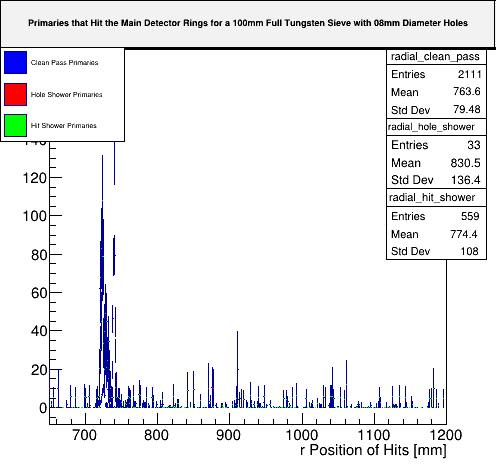 Primaries that Hit the Main Detector Rings for a 100mm Full Tungsten Sieve with 08mm Diameter Holes
Clean Pass Primaries
Hole Shower Primaries
Hit Shower Primaries
radial_clean_pass
Entries 2111
Mean 763.6
Std Dev 79.48
radial_hole_shower
Entries 33
Mean 830.5
Std Dev 136.4
radial_hit_shower
Entries 559
Mean 774.4
Std Dev 108
140
120
100
80
60
40
20
0
700 800 900 1000 1100 1200
r Position of Hits [mm]